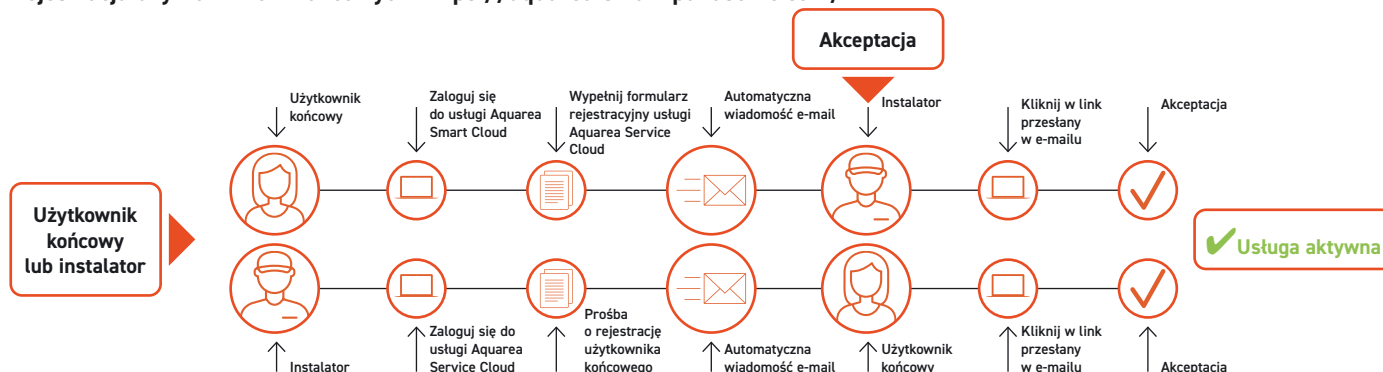 Akceptacja
Użytkownik
końcowy
Zaloguj się
do usługi Aquarea
Smart Cloud
Wypełnij formularz
rejestracyjny usługi
Aquarea Service
Cloud
Automatyczna
wiadomość e-mail
Instalator
Kliknij w link
przesłany
w e-mailu
Akceptacja
Użytkownik
końcowy
lub instalator
Usługa aktywna
Instalator
Zaloguj się do
usługi Aquarea
Service Cloud
Prośba
o rejestrację
użytkownika
końcowego
Automatyczna
wiadomość e-mail
Użytkownik
końcowy
Kliknij w link
przesłany
w e-mailu
Akceptacja